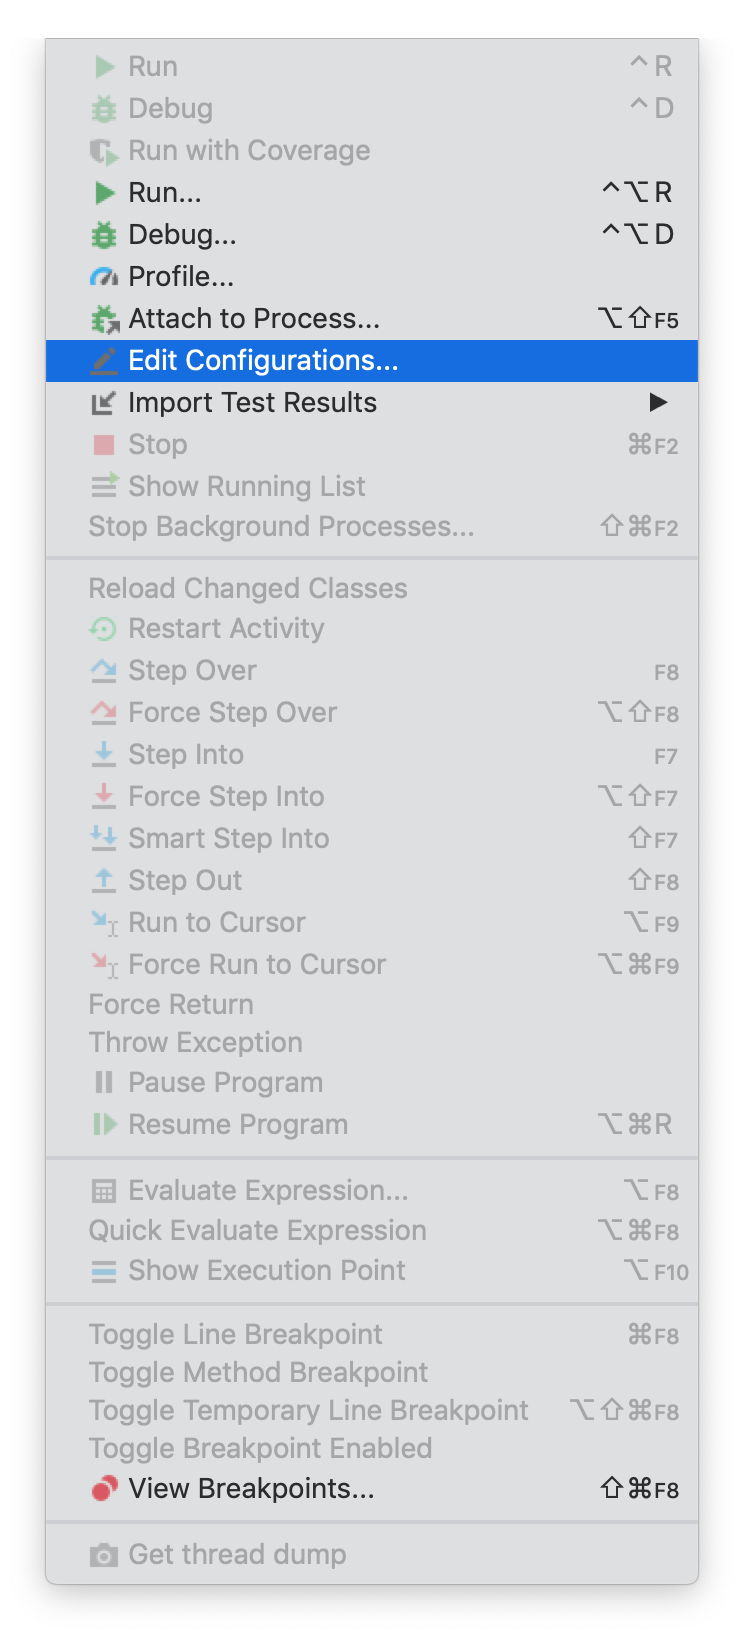 Run ^R
Debug ^D
Run with Coverage
Run... ^⌥R
Debug... ^⌥D
Profile...
Attach to Process... ⌥⇧F5
Edit Configurations...
Import Test Results ▶
Stop ⌘F2
Show Running List
Stop Background Processes... ⇧⌘F2
Reload Changed Classes
Restart Activity
Step Over F8
Force Step Over ⌥⇧F8
Step Into F7
Force Step Into ⌥⇧F7
Smart Step Into ⇧F7
Step Out ⇧F8
Run to Cursor ⌥F9
Force Run to Cursor ⌥⌘F9
Force Return
Throw Exception
Pause Program
Resume Program ⌥⌘R
Evaluate Expression... ⌥F8
Quick Evaluate Expression ⌥⌘F8
Show Execution Point ⌥F10
Toggle Line Breakpoint ⌘F8
Toggle Method Breakpoint
Toggle Temporary Line Breakpoint ⌥⇧⌘F8
Toggle Breakpoint Enabled
View Breakpoints... ⇧⌘F8
Get thread dump